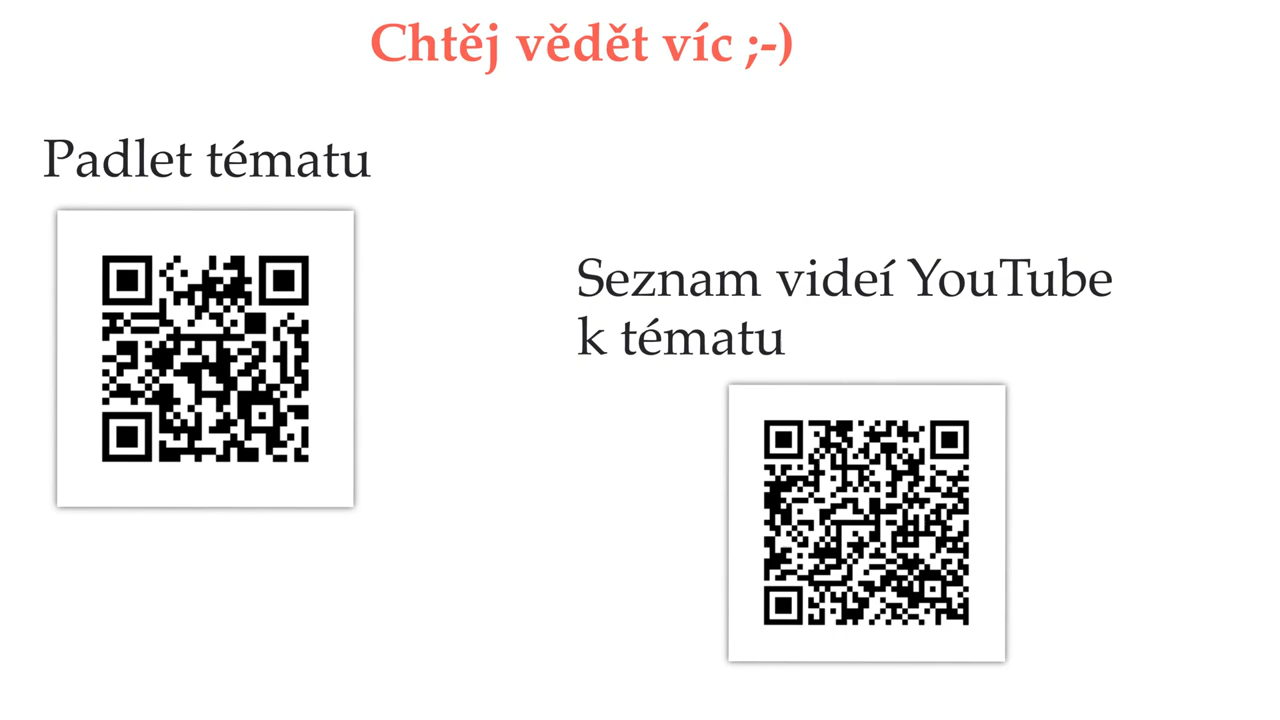 Chtěj vědět víc ;-)
Padlet tématu
Seznam videí YouTube
k tématu